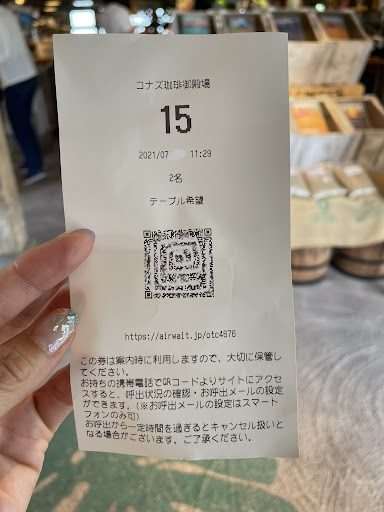 コナズ珈琲御殿場
15
2021/07 11:29
2名
テーブル希望
https://airwait.jp/otc4676
この券は案内時に利用しますので、大切に保管し
てください。
お持ちの携帯電話でQRコードよりサイトにアクセ
スすると、呼出状況の確認・お呼出メールの設定
ができます。(※お呼出メールの設定はスマート
フォンのみ可)
お呼出から一定時間を過ぎるとキャンセル扱いと
なる場合がございます。ご了承ください。